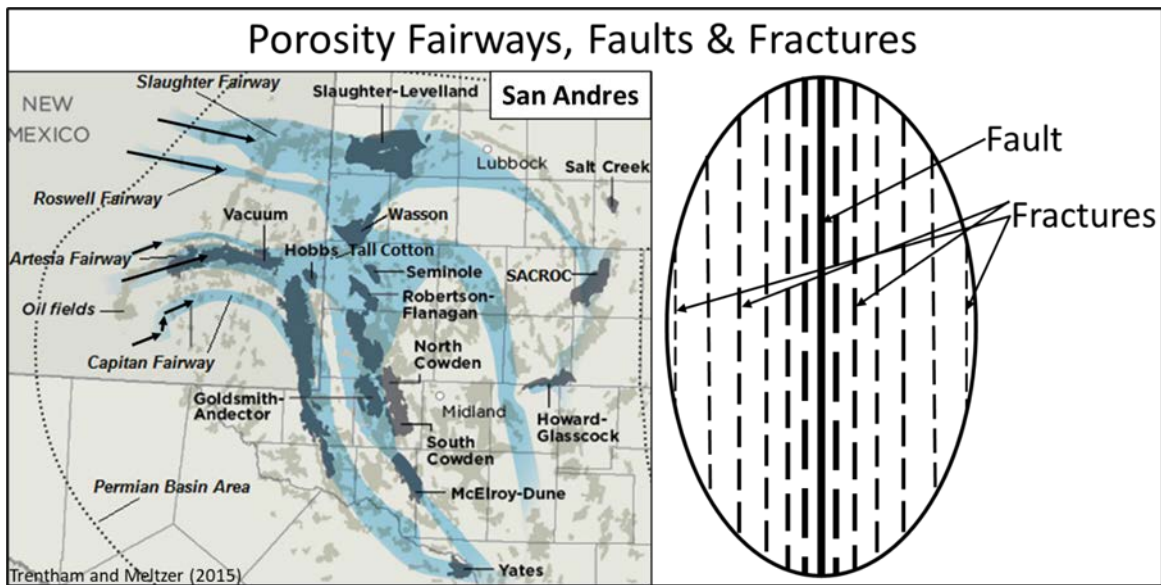 Porosity Fairways, Faults & Fractures
San Andres
NEW
MEXICO
Slaughter Fairway
Slaughter-Levelland
Lubbock
Salt Creek
Roswell Fairway
Vacuum
Wasson
Artesia Fairway
Hobbs
Tall Cotton
Seminole
SACROC
Oil fields
Robertson-
Flanagan
Capitan Fairway
North
Cowden
Goldsmith-
Andector
Midland
Howard-
Glasscock
South
Cowden
Permian Basin Area
McElroy-Dune
Yates
Trentham and Meltzer (2015)
Fault
Fractures